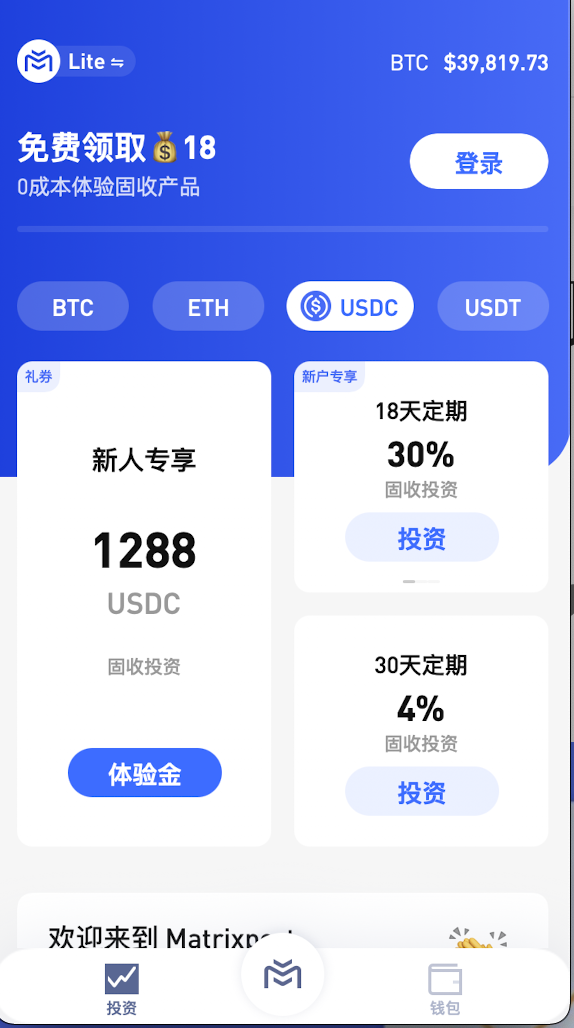 Lite ⇋
BTC $39,819.73
免费领取💰18
0成本体验固收产品
登录
BTC
ETH
USDC
USDT
礼券
新人专享
1288
USDC
固收投资
体验金
新户专享
18天定期
30%
固收投资
投资
30天定期
4%
固收投资
投资
欢迎来到
投资
钱包